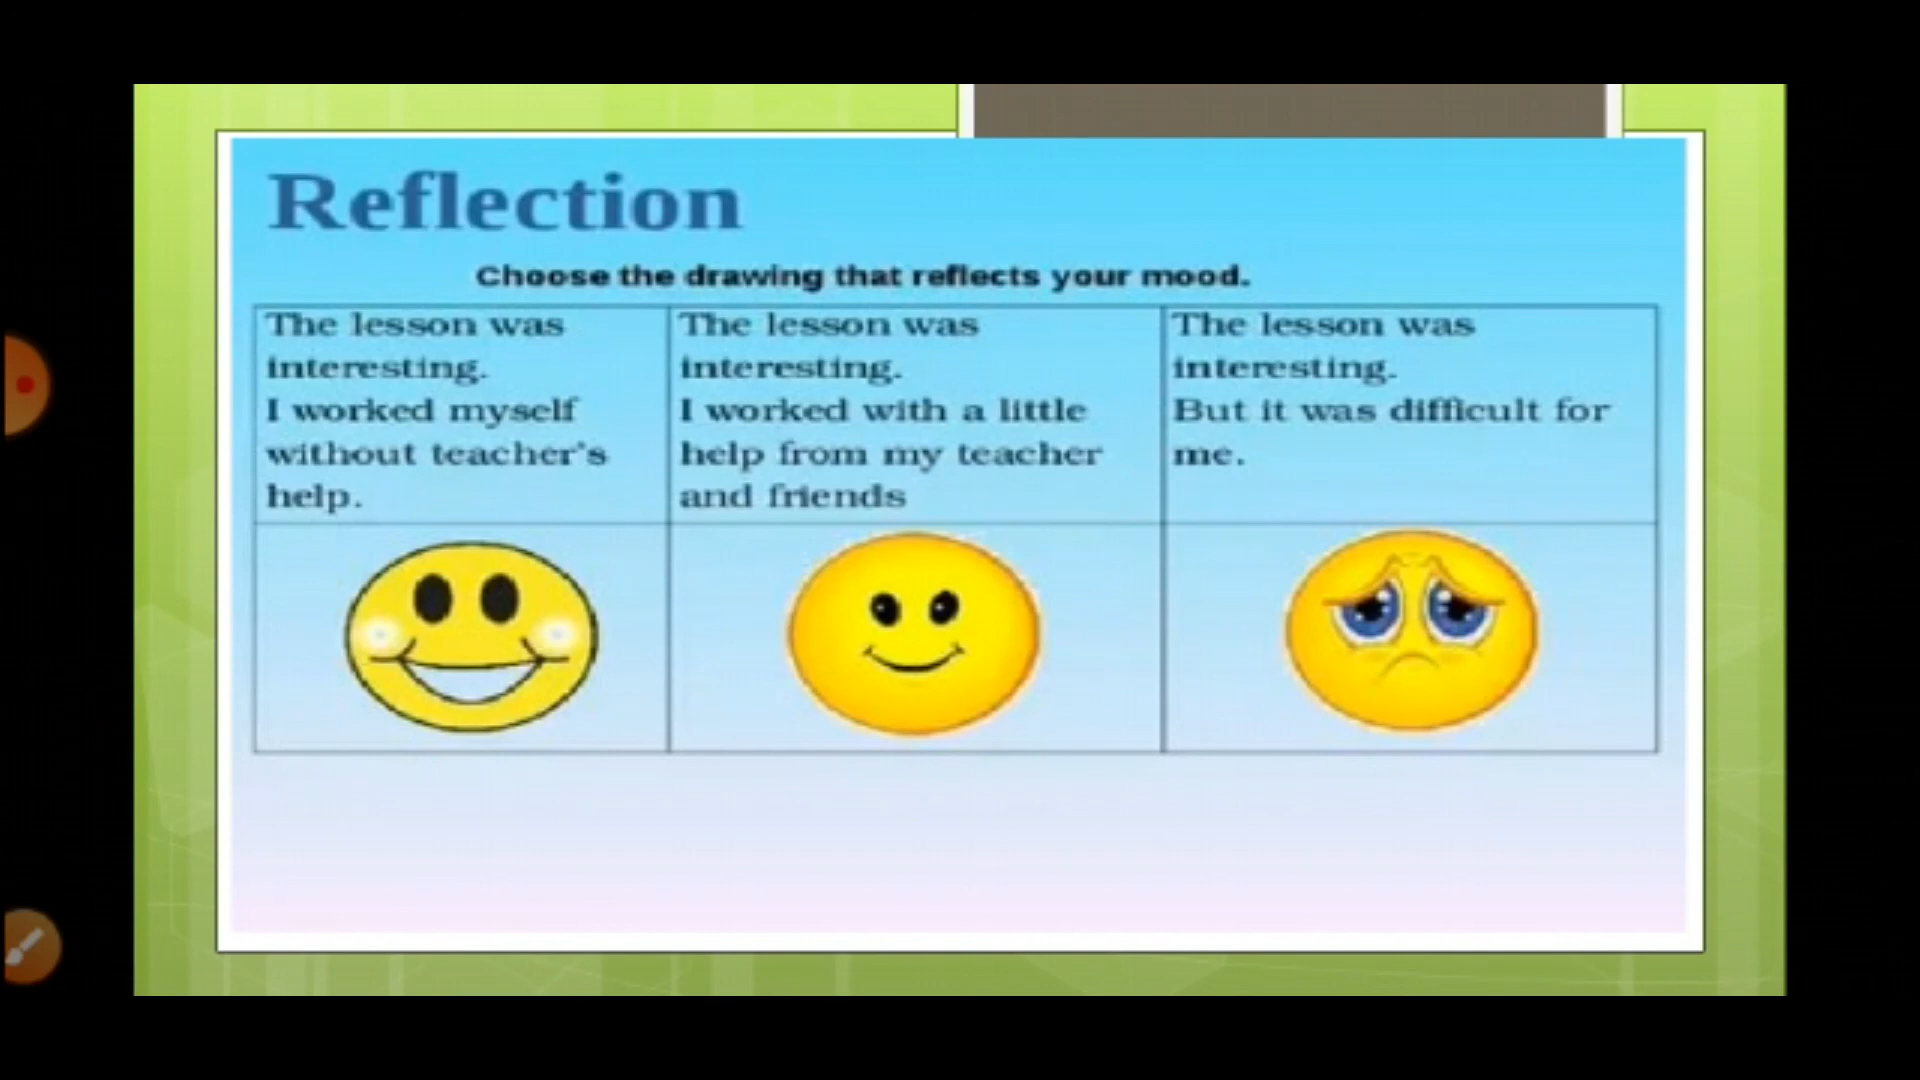 Reflection
Choose the drawing that reflects your mood.
The lesson was
interesting.
I worked myself
without teacher's
help.
The lesson was
interesting.
I worked with a little
help from my teacher
and friends
The lesson was
interesting.
But it was difficult for
me.